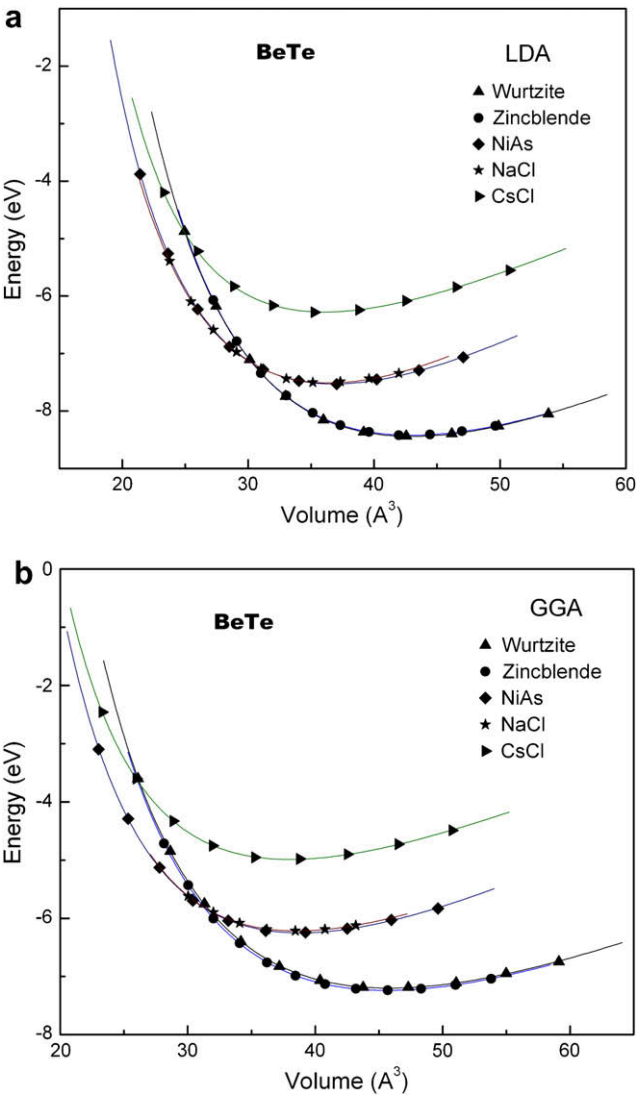 a
BeTe
LDA
Wurtzite
Zincblende
NiAs
NaCl
CsCl
-2
-4
-6
-8
Energy (eV)
20 30 40 50 60
Volume (A³)
b
BeTe
GGA
Wurtzite
Zincblende
NiAs
NaCl
CsCl
0
-2
-4
-6
-8
Energy (eV)
20 30 40 50 60
Volume (A³)